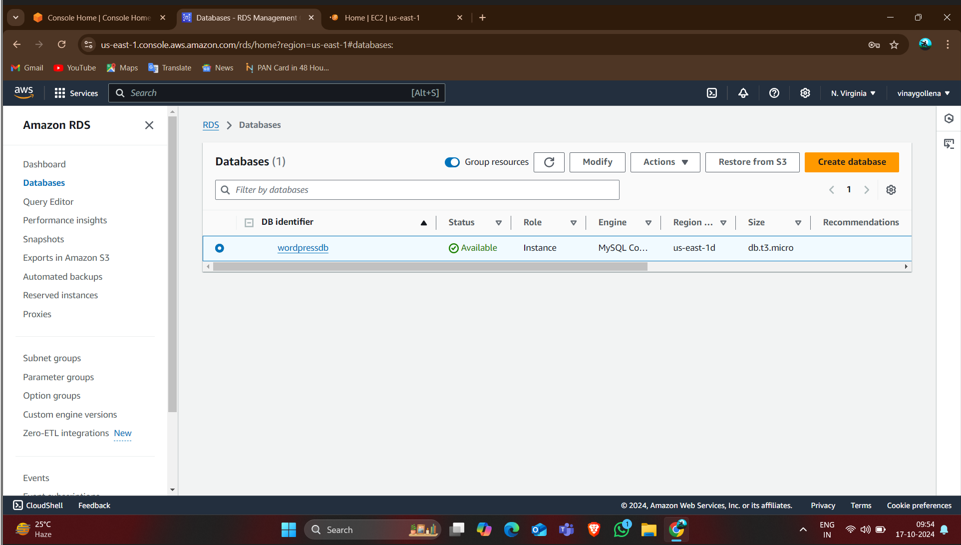 Console Home | Console Home
Databases - RDS Management
Home | EC2 | us-east-1
us-east-1.console.aws.amazon.com/rds/home?region=us-east-1#databases:
Gmail
YouTube
Maps
Translate
News
PAN Card in 48 Hou...
aws
Services
Search
[Alt+S]
N. Virginia
vinaygollena
Amazon RDS
Dashboard
Databases
Query Editor
Performance insights
Snapshots
Exports in Amazon S3
Automated backups
Reserved instances
Proxies
Subnet groups
Parameter groups
Option groups
Custom engine versions
Zero-ETL integrations New
Events
Event subscriptions
RDS > Databases
Databases (1)
Group resources
Modify
Actions
Restore from S3
Create database
Filter by databases
1
DB identifier
Status
Role
Engine
Region ...
Size
Recommendations
wordpressdb
Available
Instance
MySQL Co...
us-east-1d
db.t3.micro
CloudShell
Feedback
© 2024, Amazon Web Services, Inc. or its affiliates.
Privacy
Terms
Cookie preferences
25°C
Haze
Search
1
ENG
IN
09:54
17-10-2024